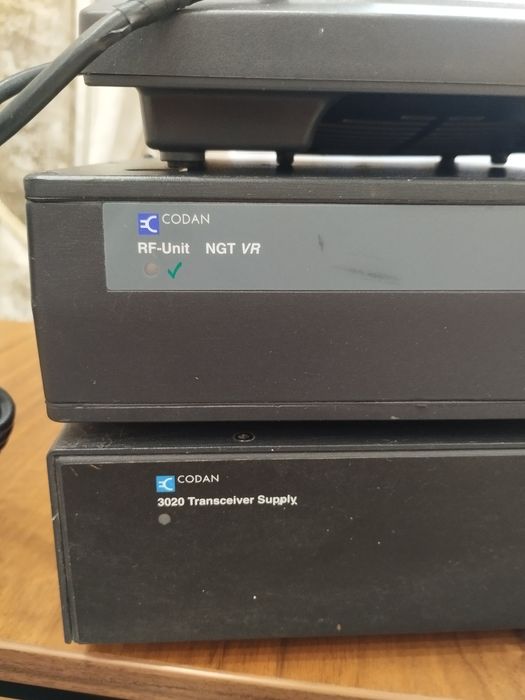 CODAN
RF-Unit NGT VR
CODAN
3020 Transceiver Supply